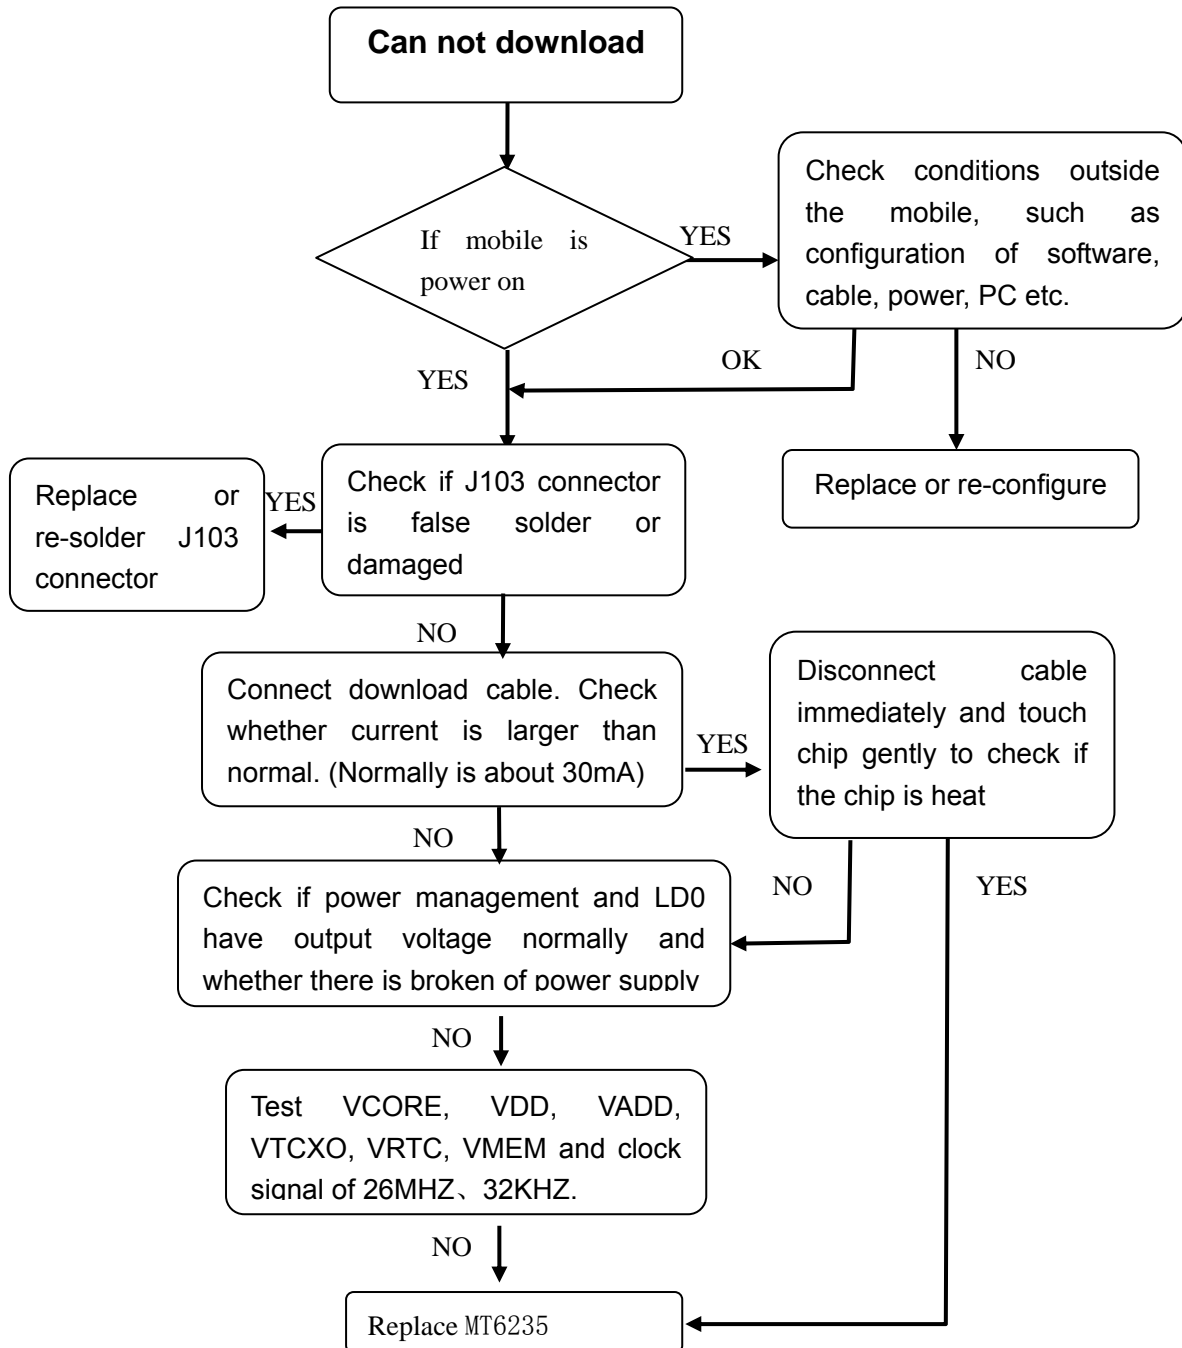 Can not download
If mobile is
power on
YES
Check conditions outside
the mobile, such as
configuration of software,
cable, power, PC etc.
YES
OK
NO
Replace or re-configure
Check if J103 connector
is false solder or
damaged
YES
Replace or
re-solder J103
connector
NO
Connect download cable. Check
whether current is larger than
normal. (Normally is about 30mA)
YES
Disconnect cable
immediately and touch
chip gently to check if
the chip is heat
NO
NO
YES
Check if power management and LD0
have output voltage normally and
whether there is broken of power supply
NO
Test VCORE, VDD, VADD,
VTCXO, VRTC, VMEM and clock
signal of 26MHZ、32KHZ.
NO
Replace MT6235